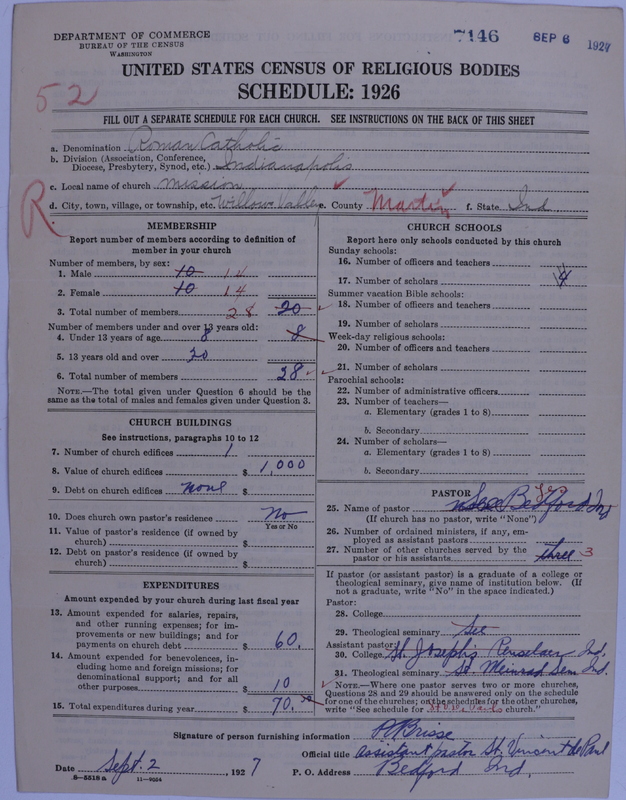 DEPARTMENT OF COMMERCE
BUREAU OF THE CENSUS
WASHINGTON
7146 SEP 6 1927
UNITED STATES CENSUS OF RELIGIOUS BODIES
SCHEDULE: 1926
52
FILL OUT A SEPARATE SCHEDULE FOR EACH CHURCH. SEE INSTRUCTIONS ON THE BACK OF THIS SHEET
a. Denomination Roman Catholic
b. Division (Association, Conference,
Diocese, Presbytery, Synod, etc.) Indianapolis
c. Local name of church mission
d. City, town, village, or township, etc. Willow Valley e. County Martin f. State Ind
R
MEMBERSHIP
Report number of members according to definition of
member in your church
Number of members, by sex:
1. Male 10 14
2. Female 10 14
3. Total number of members 28 20
Number of members under and over 13 years old:
4. Under 13 years of age 8 8
5. 13 years old and over 20
6. Total number of members 28
NOTE.—The total given under Question 6 should be
same as the total of males and females given under Question 3.
CHURCH BUILDINGS
See instructions, paragraphs 10 to 12
7. Number of church edifices 1
8. Value of church edifices $ 1,000
9. Debt on church edifices none $
10. Does church own pastor's residence No
Yes or No
11. Value of pastor's residence (if owned by
church) $
12. Debt on pastor's residence (if owned by
church) $
EXPENDITURES
Amount expended by your church during last fiscal year
13. Amount expended for salaries, repairs,
and other running expenses; for im-
provements or new buildings; and for
payments on church debt $ 60.
14. Amount expended for benevolences, in-
cluding home and foreign missions; for
denominational support; and for all
other purposes $ 10
15. Total expenditures during year $ 70.
CHURCH SCHOOLS
Report here only schools conducted by this church
Sunday schools:
16. Number of officers and teachers
17. Number of scholars
Summer vacation Bible schools:
18. Number of officers and teachers
19. Number of scholars
Week-day religious schools:
20. Number of officers and teachers
21. Number of scholars
Parochial schools:
22. Number of administrative officers
23. Number of teachers—
a. Elementary (grades 1 to 8)
b. Secondary
24. Number of scholars—
a. Elementary (grades 1 to 8)
b. Secondary
PASTOR
25. Name of pastor See Bedford Ind
(If church has no pastor, write "None")
26. Number of ordained ministers, if any, em-
ployed as assistant pastors
27. Number of other churches served by the
pastor or his assistants three 3
If pastor (or assistant pastor) is a graduate of a college or
theological seminary, give name of institution below. (If
not a graduate, write "No" in the space indicated.)
Pastor:
28. College
29. Theological seminary See
Assistant pastor:
30. College St. Josephs Renselaer Ind.
31. Theological seminary St. Meinrad Sem Ind.
NOTE.—Where one pastor serves two or more churches,
Questions 28 and 29 should be answered only on the schedule
for one of the churches; on the schedules for the other churches,
write "See schedule for St. V. De Pauls church."
Signature of person furnishing information A Brisse
Official title assistant pastor St. Vincent de Paul
Date Sept. 2, 1927 P. O. Address Bedford Ind.
8—5518 a 11—9054